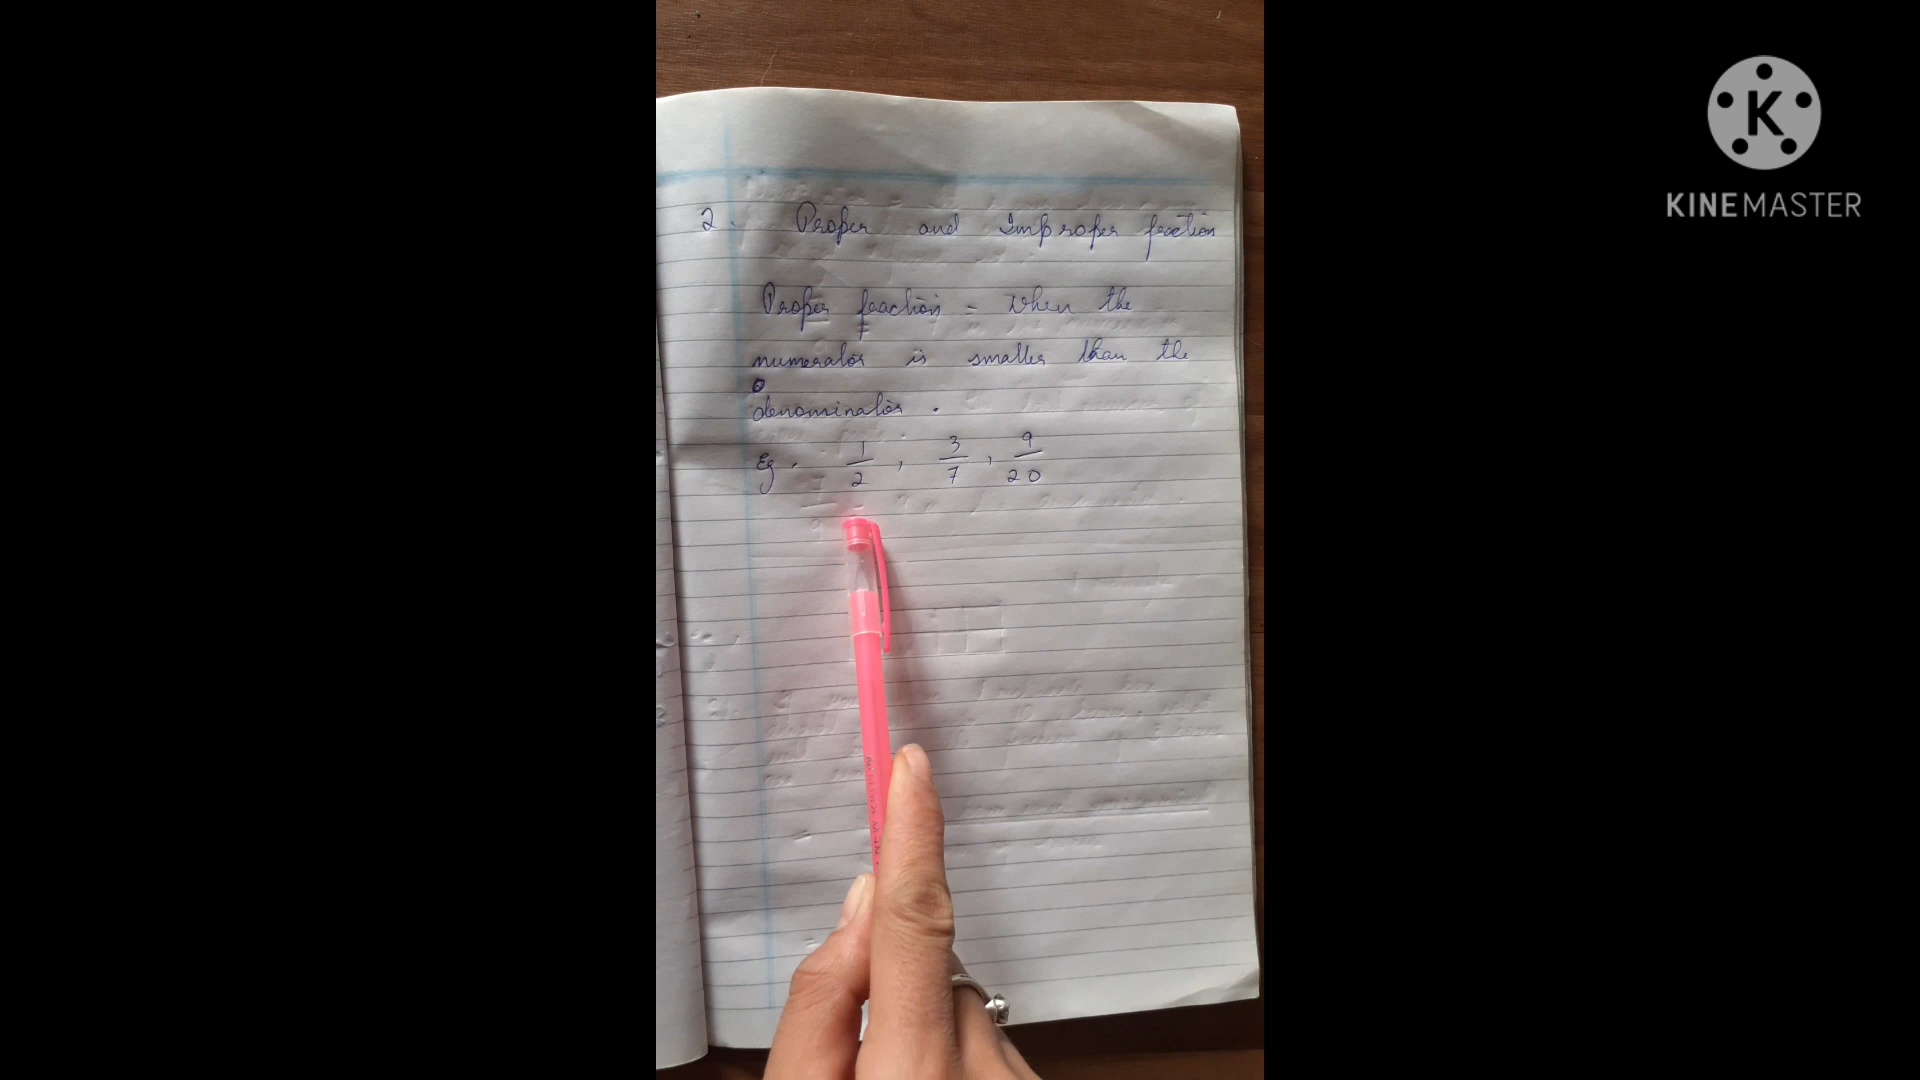 K
KINEMASTER
2. Proper and Improper fraction
Proper fraction = When the
numerator is smaller than the
denominator.
Eg. 1/2, 3/7, 9/20